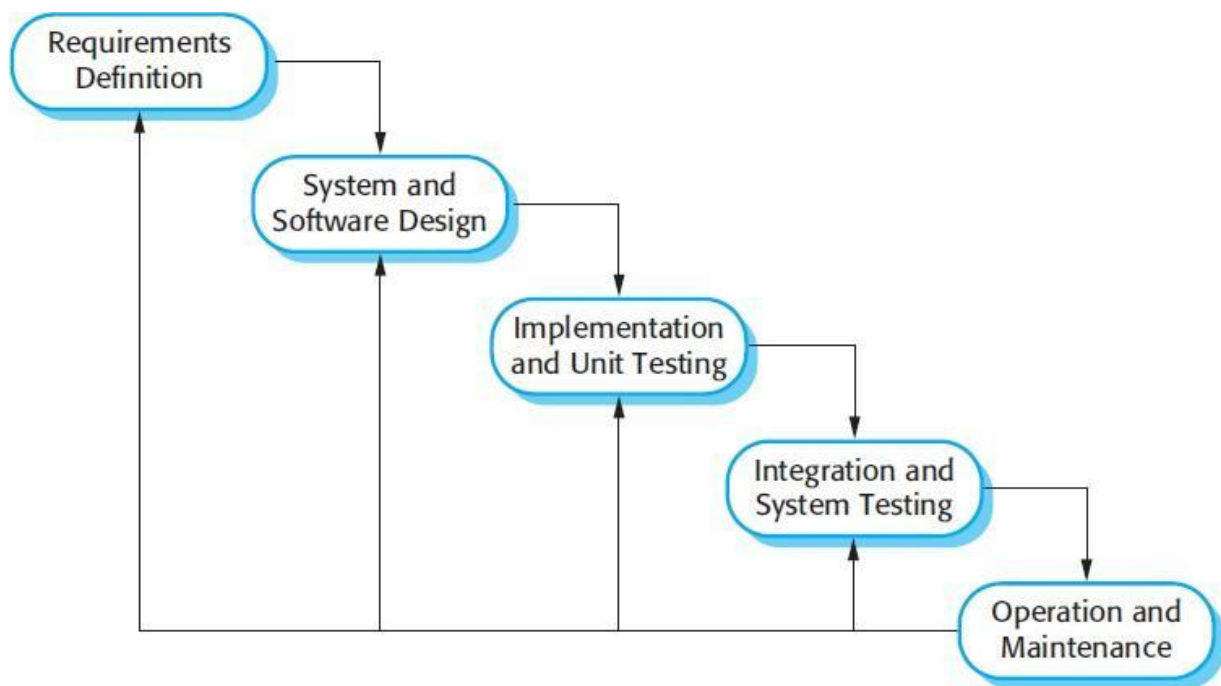 Requirements
Definition
System and
Software Design
Implementation
and Unit Testing
Integration and
System Testing
Operation and
Maintenance